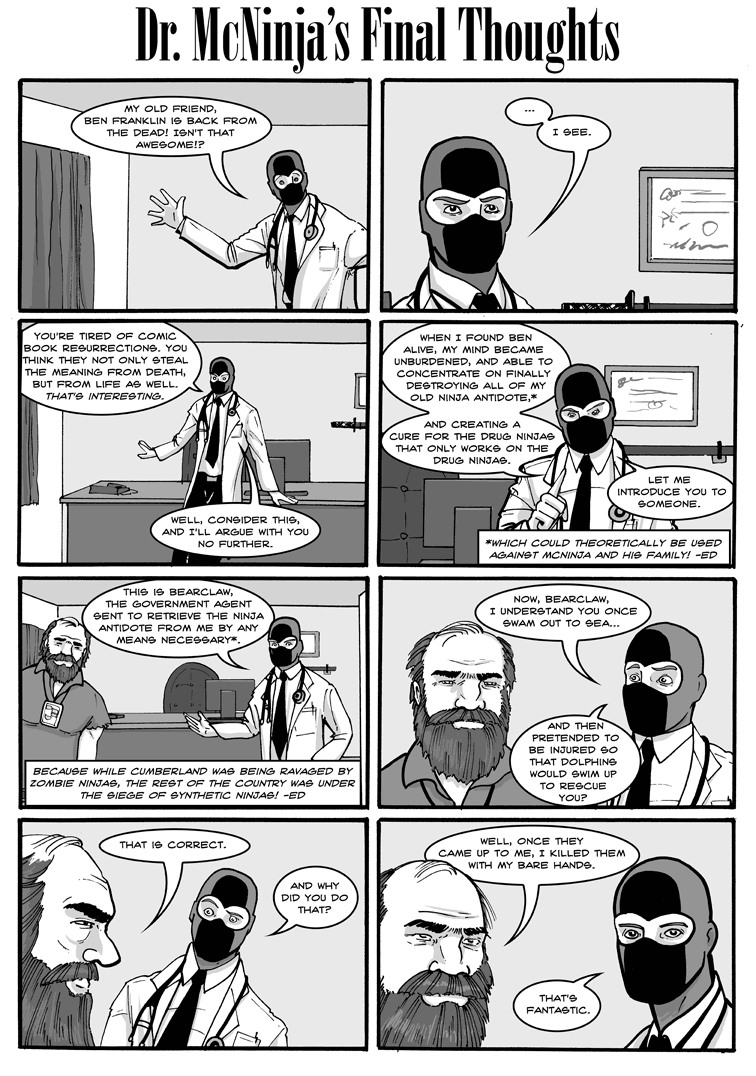 Dr. McNinja's Final Thoughts
MY OLD FRIEND,
BEN FRANKLIN IS BACK FROM
THE DEAD! ISN'T THAT
AWESOME!?
...
I SEE.
YOU'RE TIRED OF COMIC
BOOK RESURRECTIONS. YOU
THINK THEY NOT ONLY STEAL
THE MEANING FROM DEATH,
BUT FROM LIFE AS WELL.
THAT'S INTERESTING.
WELL, CONSIDER THIS,
AND I'LL ARGUE WITH YOU
NO FURTHER.
WHEN I FOUND BEN
ALIVE, MY MIND BECAME
UNBURDENED, AND ABLE TO
CONCENTRATE ON FINALLY
DESTROYING ALL OF MY
OLD NINJA ANTIDOTE,*
AND CREATING A
CURE FOR THE DRUG NINJAS
THAT ONLY WORKS ON THE
DRUG NINJAS.
LET ME
INTRODUCE YOU TO
SOMEONE.
*WHICH COULD THEORETICALLY BE USED
AGAINST MCNINJA AND HIS FAMILY! -ED
THIS IS BEARCLAW,
THE GOVERNMENT AGENT
SENT TO RETRIEVE THE NINJA
ANTIDOTE FROM ME BY ANY
MEANS NECESSARY*.
BECAUSE WHILE CUMBERLAND WAS BEING RAVAGED BY
ZOMBIE NINJAS, THE REST OF THE COUNTRY WAS UNDER
THE SIEGE OF SYNTHETIC NINJAS! -ED
NOW, BEARCLAW,
I UNDERSTAND YOU ONCE
SWAM OUT TO SEA...
AND THEN
PRETENDED TO
BE INJURED SO
THAT DOLPHINS
WOULD SWIM UP
TO RESCUE
YOU?
THAT IS CORRECT.
AND WHY
DID YOU DO
THAT?
WELL, ONCE THEY
CAME UP TO ME, I KILLED THEM
WITH MY BARE HANDS.
THAT'S
FANTASTIC.